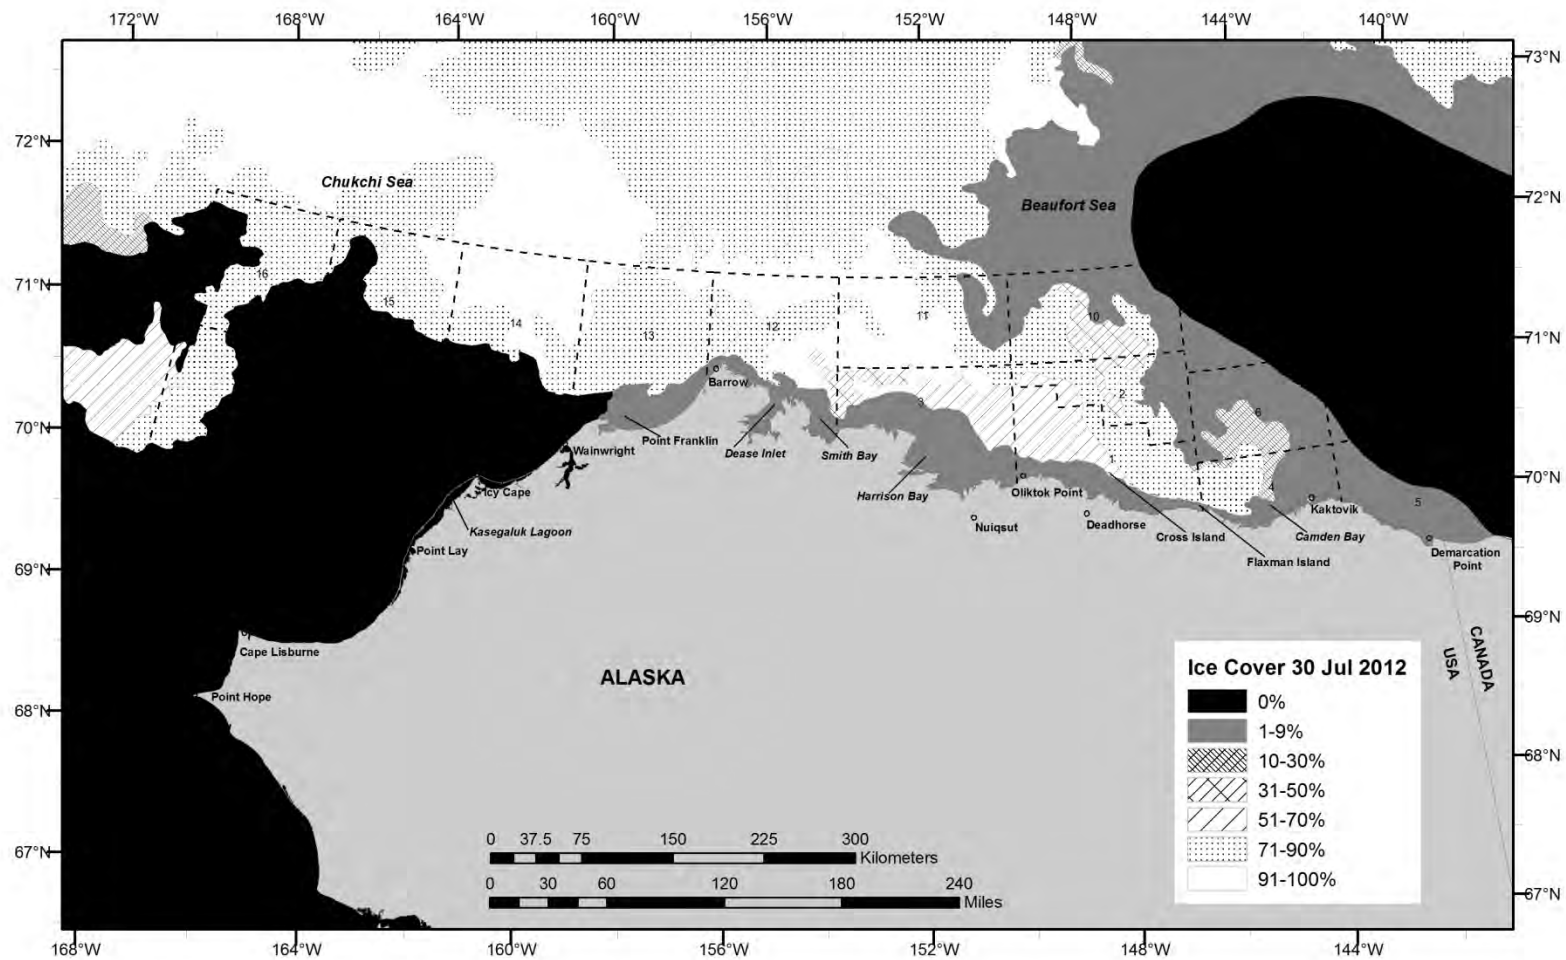 172°W 168°W 164°W 160°W 156°W 152°W 148°W 144°W 140°W
73°N
72°N
Chukchi Sea
72°N
Beaufort Sea
71°N
16
15
14
13
12
11
10
71°N
Barrow
2
3
6
70°N
Point Franklin
Wainwright
Dease Inlet
Smith Bay
1
70°N
Icy Cape
Harrison Bay
Oliktok Point
4
Kaktovik
5
Kasegaluk Lagoon
Nuiqsut
Deadhorse
Cross Island
Camden Bay
Point Lay
Flaxman Island
Demarcation
Point
69°N
69°N
Cape Lisburne
CANADA
USA
ALASKA
Point Hope
68°N
68°N
Ice Cover 30 Jul 2012
0%
1-9%
10-30%
31-50%
51-70%
71-90%
91-100%
67°N
67°N
0 37.5 75 150 225 300
Kilometers
0 30 60 120 180 240
Miles
168°W 164°W 160°W 156°W 152°W 148°W 144°W